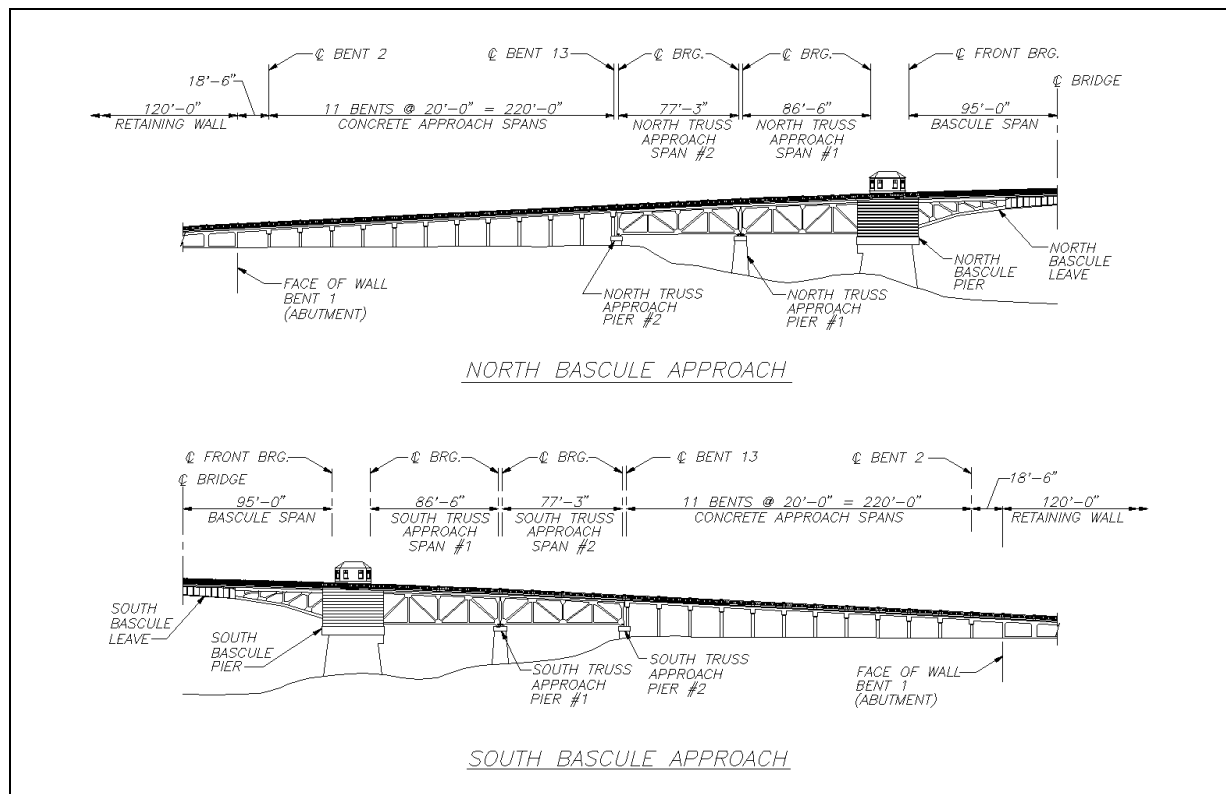 ℄ BENT 2
℄ BENT 13
℄ BRG.
℄ BRG.
℄ FRONT BRG.
℄ BRIDGE
18'-6"
120'-0"
RETAINING WALL
11 BENTS @ 20'-0" = 220'-0"
CONCRETE APPROACH SPANS
77'-3"
NORTH TRUSS
APPROACH
SPAN #2
86'-6"
NORTH TRUSS
APPROACH
SPAN #1
95'-0"
BASCULE SPAN
FACE OF WALL
BENT 1
(ABUTMENT)
NORTH TRUSS
APPROACH
PIER #2
NORTH TRUSS
APPROACH
PIER #1
NORTH
BASCULE
PIER
NORTH
BASCULE
LEAVE
NORTH BASCULE APPROACH
℄ FRONT BRG.
℄ BRG.
℄ BRG.
℄ BENT 13
℄ BENT 2
℄ BRIDGE
95'-0"
BASCULE SPAN
86'-6"
SOUTH TRUSS
APPROACH
SPAN #1
77'-3"
SOUTH TRUSS
APPROACH
SPAN #2
11 BENTS @ 20'-0" = 220'-0"
CONCRETE APPROACH SPANS
18'-6"
120'-0"
RETAINING WALL
SOUTH
BASCULE
LEAVE
SOUTH
BASCULE
PIER
SOUTH TRUSS
APPROACH
PIER #1
SOUTH TRUSS
APPROACH
PIER #2
FACE OF WALL
BENT 1
(ABUTMENT)
SOUTH BASCULE APPROACH